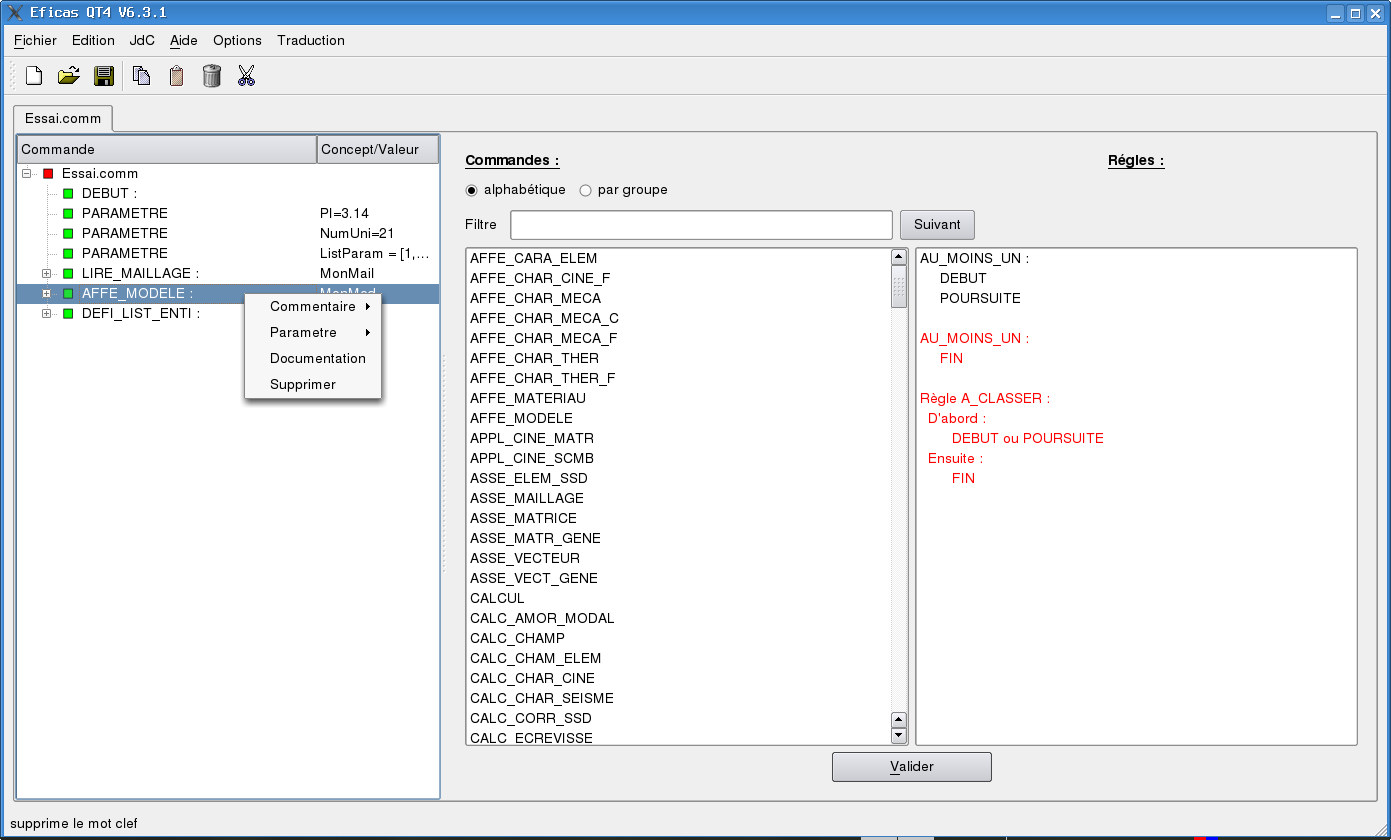 Eficas QT4 V6.3.1
Fichier Edition JdC Aide Options Traduction
Essai.comm
Commande Concept/Valeur
Essai.comm
DEBUT :
PARAMETRE PI=3.14
PARAMETRE NumUni=21
PARAMETRE ListParam = [1,...
LIRE_MAILLAGE : MonMail
AFFE_MODELE : MonMod
DEFI_LIST_ENTI :
Commentaire
Parametre
Documentation
Supprimer
Commandes :
Régles :
alphabétique par groupe
Filtre Suivant
AFFE_CARA_ELEM
AFFE_CHAR_CINE_F
AFFE_CHAR_MECA
AFFE_CHAR_MECA_C
AFFE_CHAR_MECA_F
AFFE_CHAR_THER
AFFE_CHAR_THER_F
AFFE_MATERIAU
AFFE_MODELE
APPL_CINE_MATR
APPL_CINE_SCMB
ASSE_ELEM_SSD
ASSE_MAILLAGE
ASSE_MATRICE
ASSE_MATR_GENE
ASSE_VECTEUR
ASSE_VECT_GENE
CALCUL
CALC_AMOR_MODAL
CALC_CHAMP
CALC_CHAM_ELEM
CALC_CHAR_CINE
CALC_CHAR_SEISME
CALC_CORR_SSD
CALC_ECREVISSE
AU_MOINS_UN :
DEBUT
POURSUITE
AU_MOINS_UN :
FIN
Règle A_CLASSER :
D'abord :
DEBUT ou POURSUITE
Ensuite :
FIN
Valider
supprime le mot clef